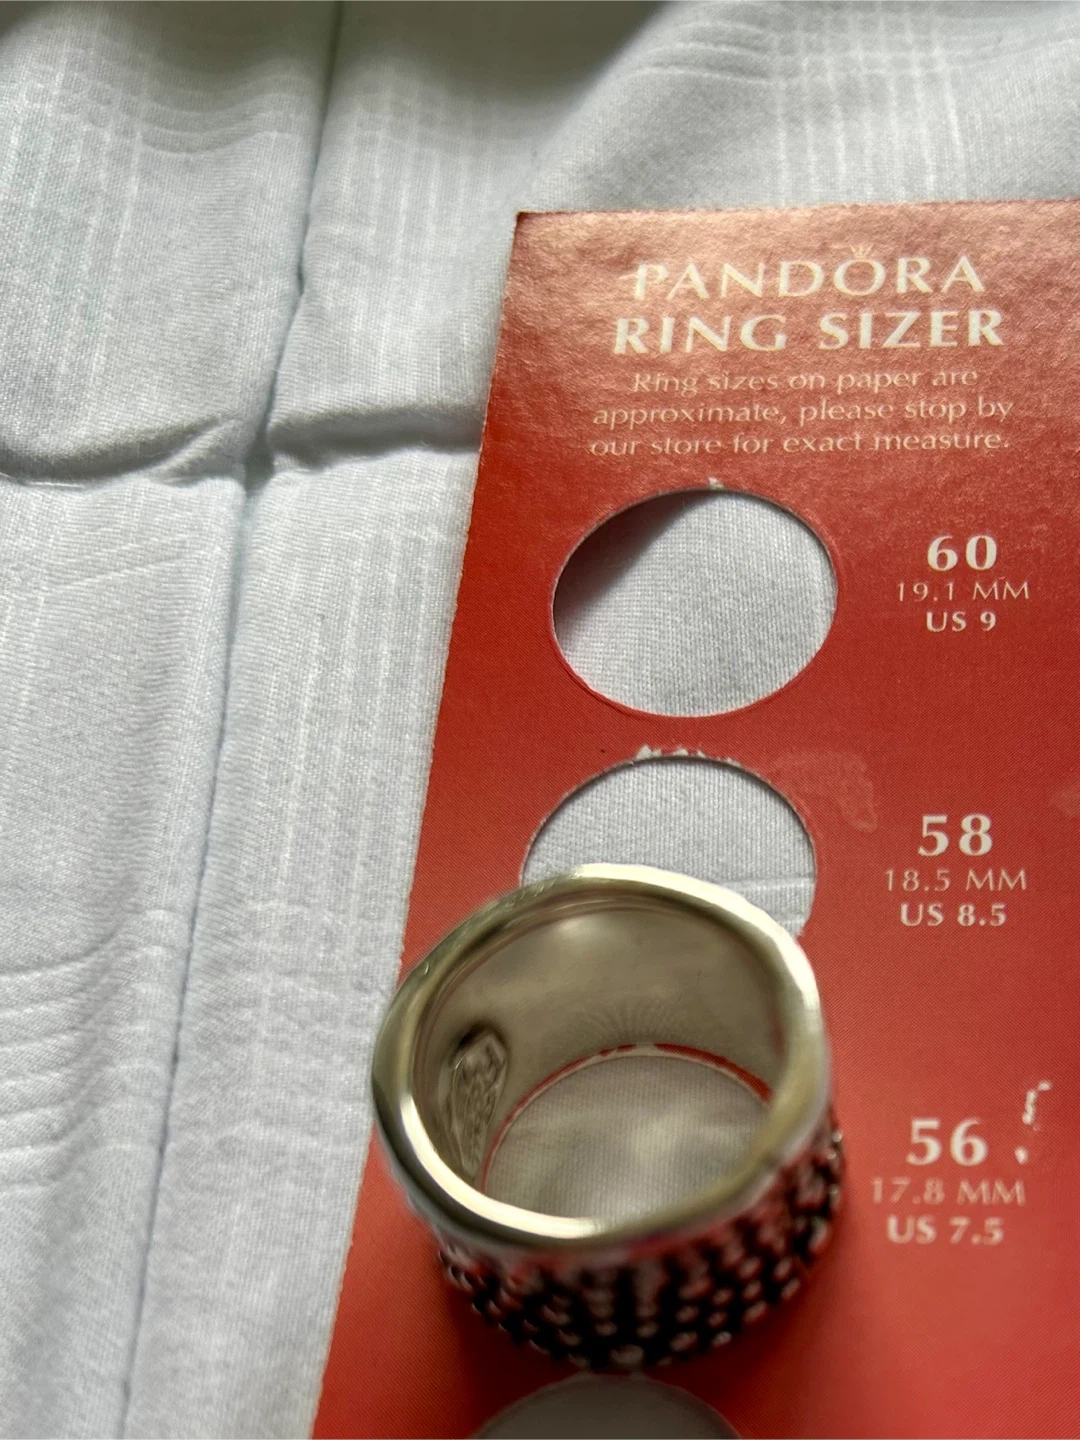 PANDORA
RING SIZER
Ring sizes on paper are
approximate, please stop by
our store for exact measure.
60
19.1 MM
US 9
58
18.5 MM
US 8.5
56
17.8 MM
US 7.5